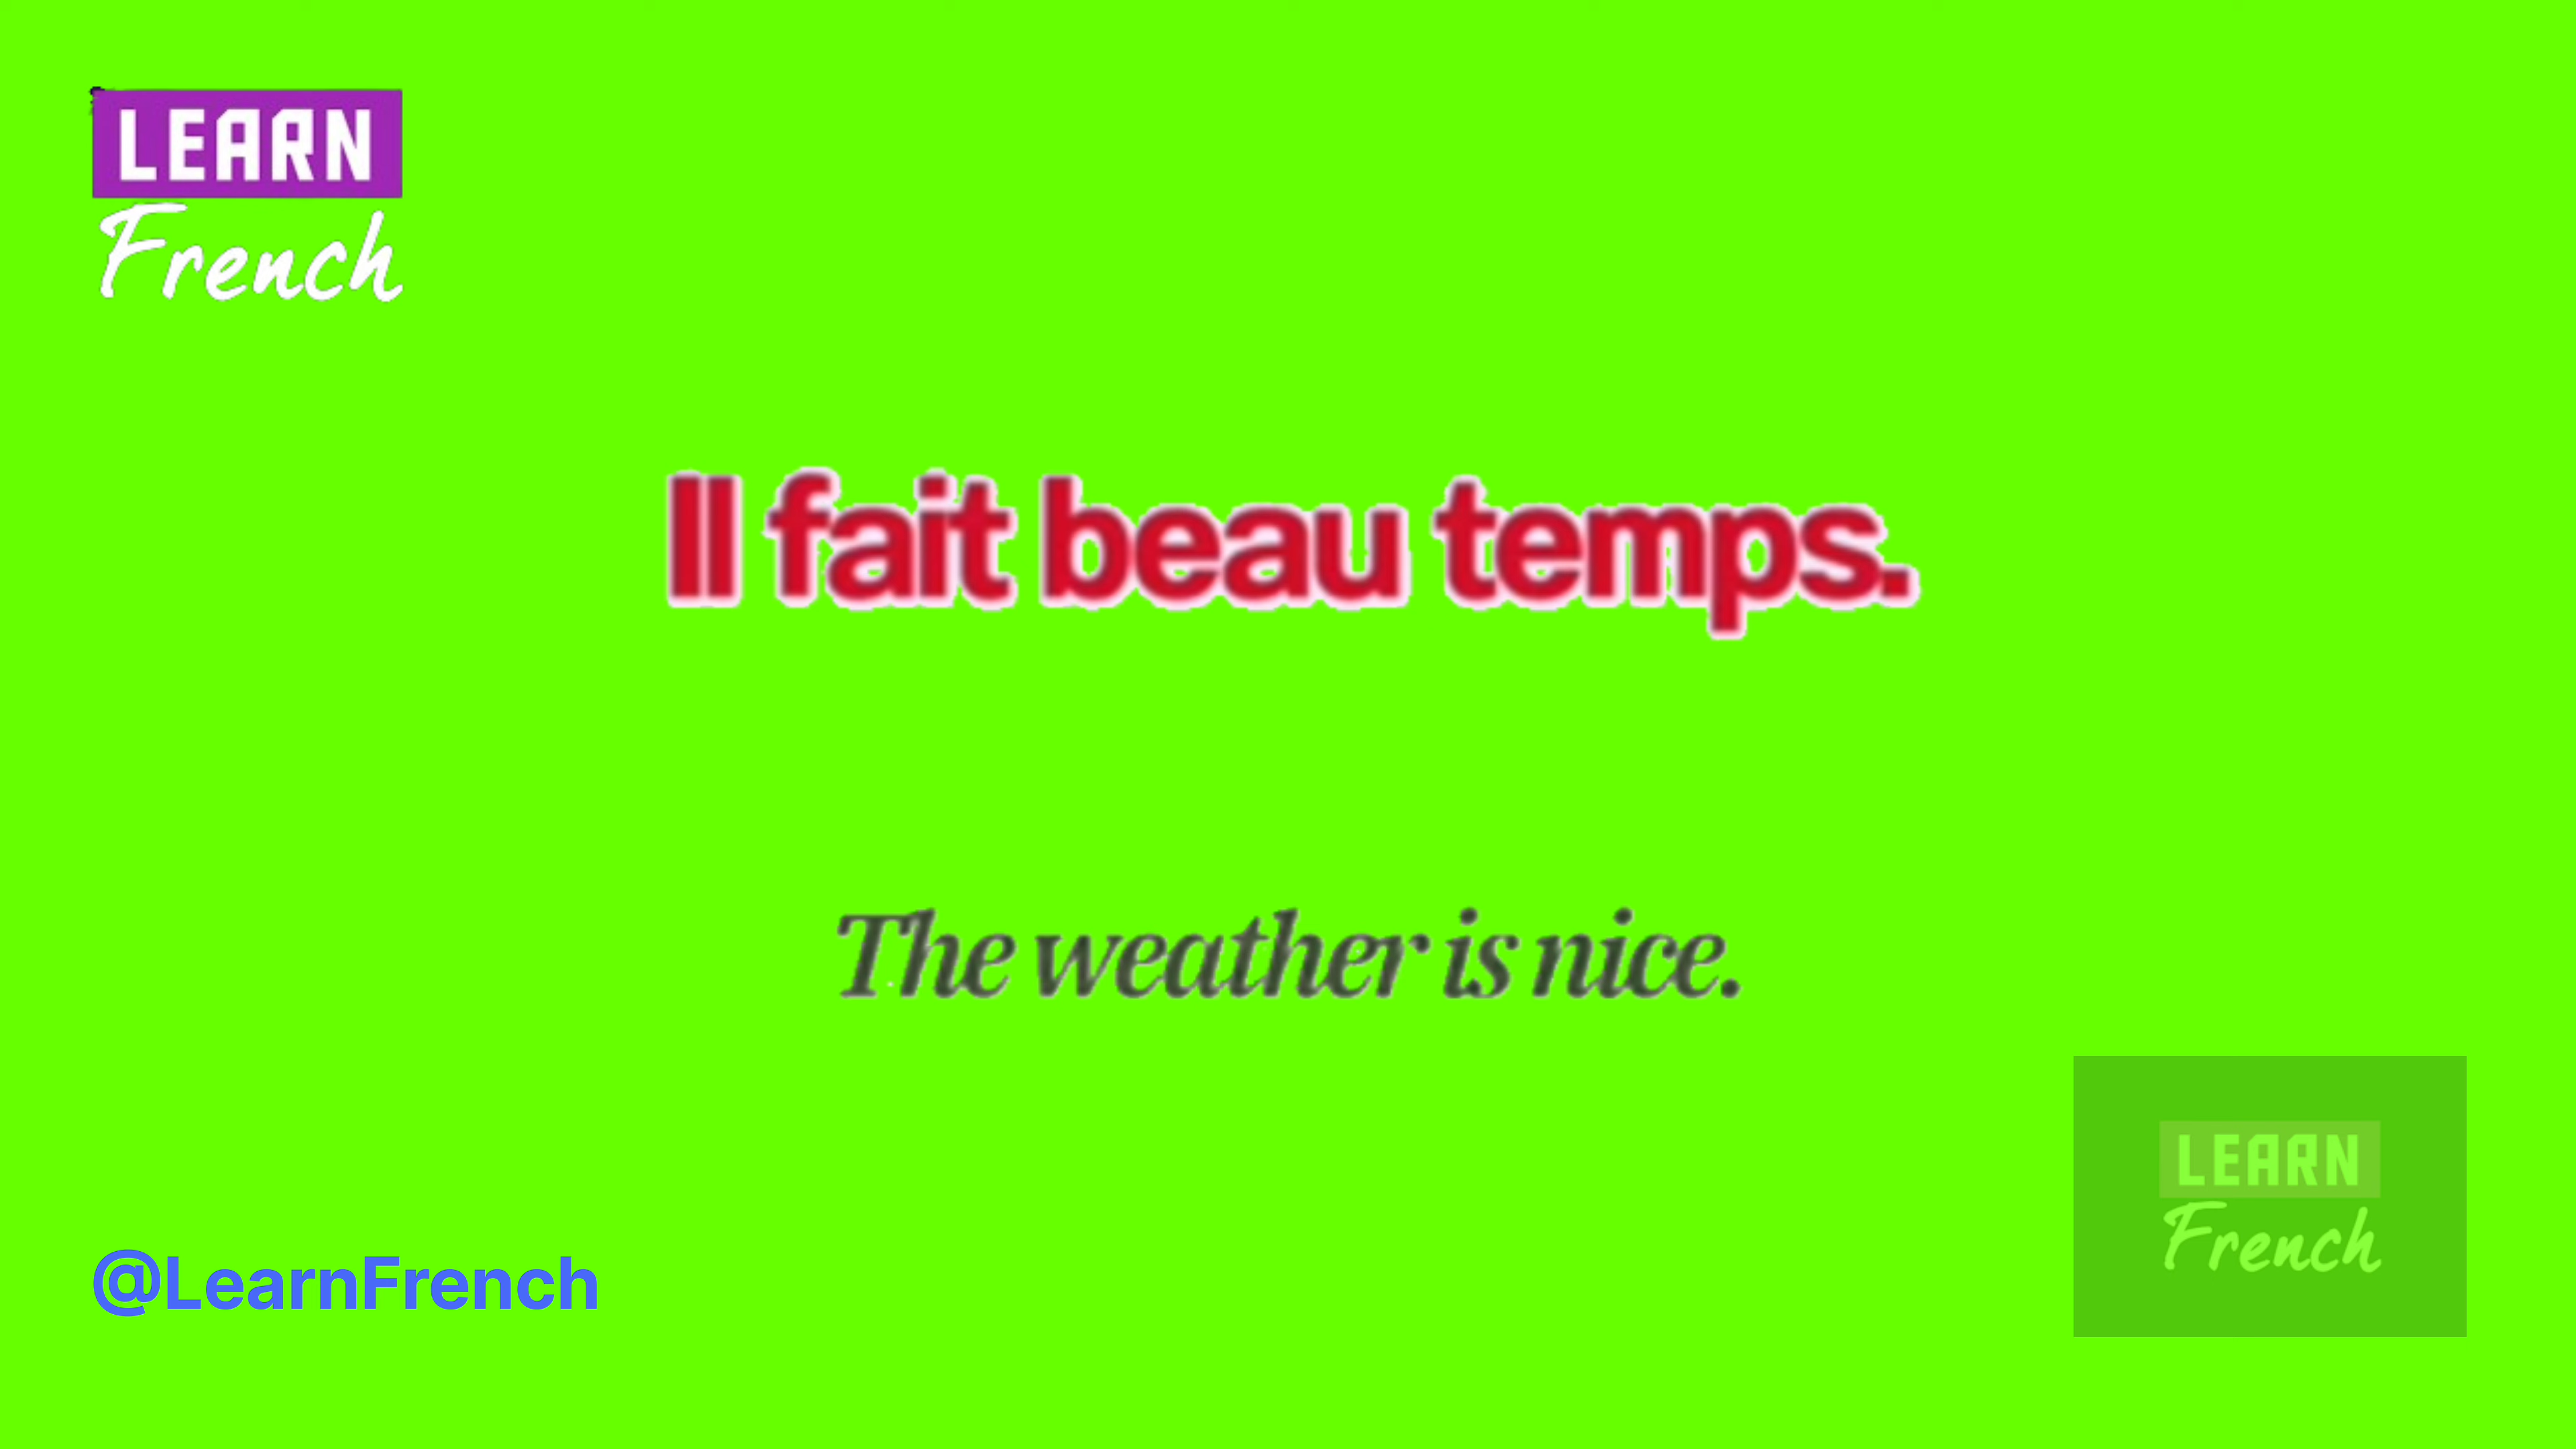 LEARN
French
Il fait beau temps.
The weather is nice.
LEARN
French
@LearnFrench